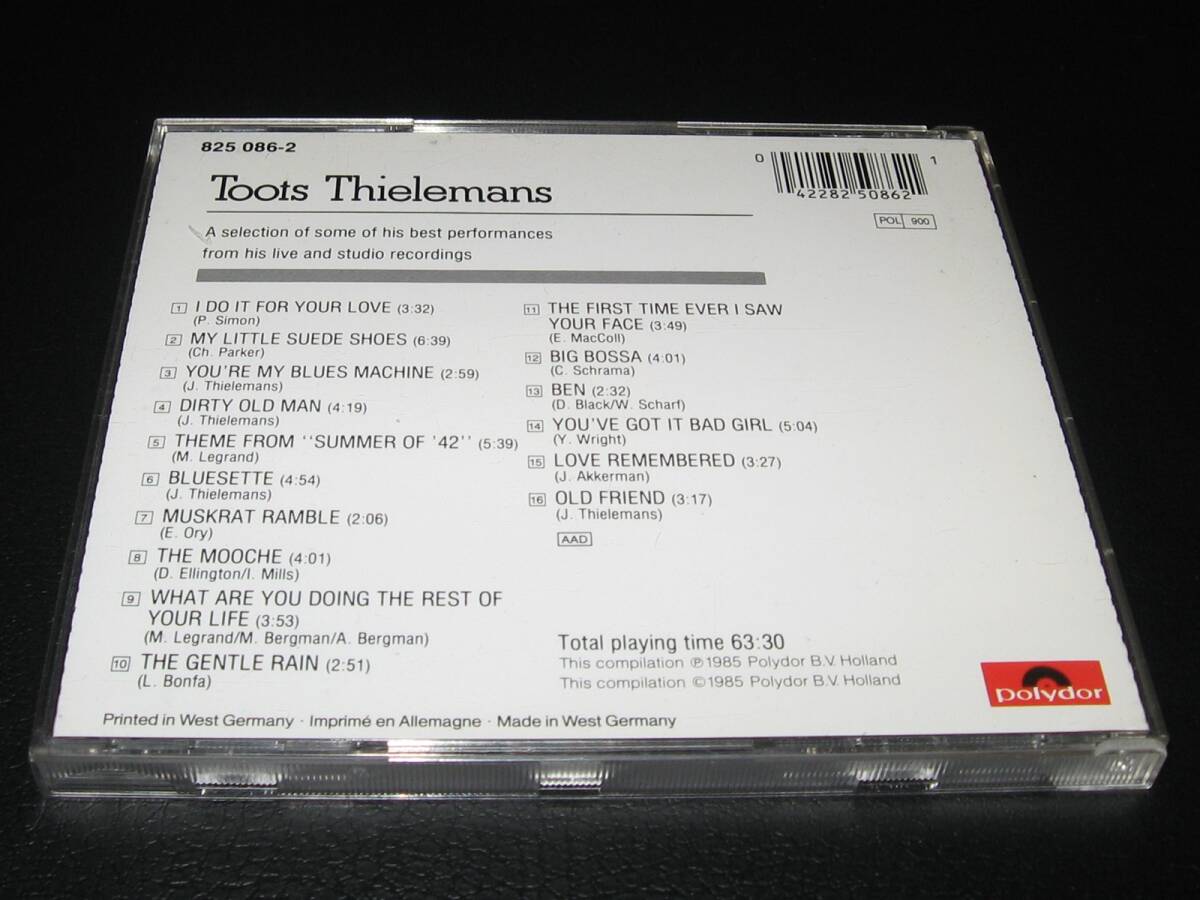 825 086-2
Toots Thielemans
A selection of some of his best performances
from his live and studio recordings
0 42282 50862 1
POL 900
1 I DO IT FOR YOUR LOVE (3:32)
(P. Simon)
2 MY LITTLE SUEDE SHOES (6:39)
(Ch. Parker)
3 YOU'RE MY BLUES MACHINE (2:59)
(J. Thielemans)
4 DIRTY OLD MAN (4:19)
(J. Thielemans)
5 THEME FROM ''SUMMER OF '42'' (5:39)
(M. Legrand)
6 BLUESETTE (4:54)
(J. Thielemans)
7 MUSKRAT RAMBLE (2:06)
(E. Ory)
8 THE MOOCHE (4:01)
(D. Ellington/I. Mills)
9 WHAT ARE YOU DOING THE REST OF
YOUR LIFE (3:53)
(M. Legrand/M. Bergman/A. Bergman)
10 THE GENTLE RAIN (2:51)
(L. Bonfa)
11 THE FIRST TIME EVER I SAW
YOUR FACE (3:49)
(E. MacColl)
12 BIG BOSSA (4:01)
(C. Schrama)
13 BEN (2:32)
(D. Black/W. Scharf)
14 YOU'VE GOT IT BAD GIRL (5:04)
(Y. Wright)
15 LOVE REMEMBERED (3:27)
(J. Akkerman)
16 OLD FRIEND (3:17)
(J. Thielemans)
AAD
Total playing time 63:30
This compilation ℗1985 Polydor B.V. Holland
This compilation ©1985 Polydor B.V. Holland
polydor
Printed in West Germany · Imprimé en Allemagne · Made in West Germany